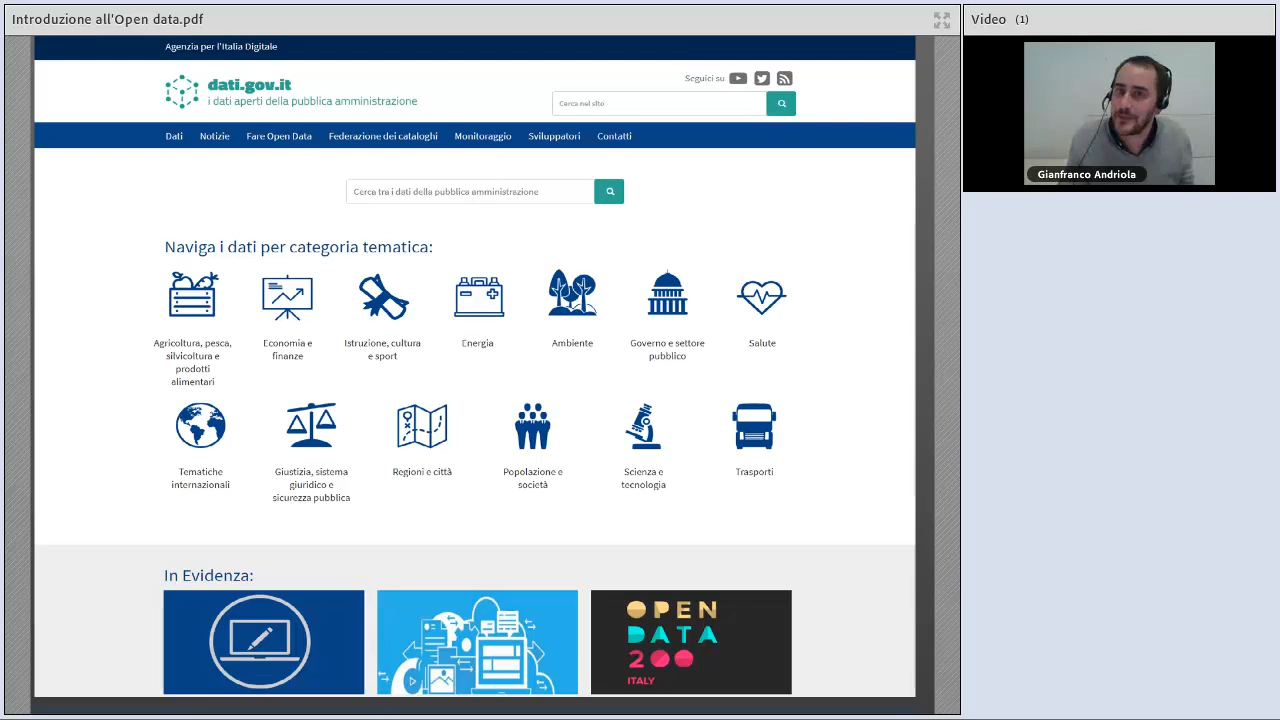 Introduzione all'Open data.pdf
Video (1)
Agenzia per l'Italia Digitale
dati.gov.it
i dati aperti della pubblica amministrazione
Seguici su
Cerca nel sito
Dati Notizie Fare Open Data Federazione dei cataloghi Monitoraggio Sviluppatori Contatti
Gianfranco Andriola
Cerca tra i dati della pubblica amministrazione
Naviga i dati per categoria tematica:
Agricoltura, pesca,
silvicoltura e
prodotti
alimentari
Economia e
finanze
Istruzione, cultura
e sport
Energia
Ambiente
Governo e settore
pubblico
Salute
Tematiche
internazionali
Giustizia, sistema
giuridico e
sicurezza pubblica
Regioni e città
Popolazione e
società
Scienza e
tecnologia
Trasporti
In Evidenza:
OPEN
DATA
200
ITALY